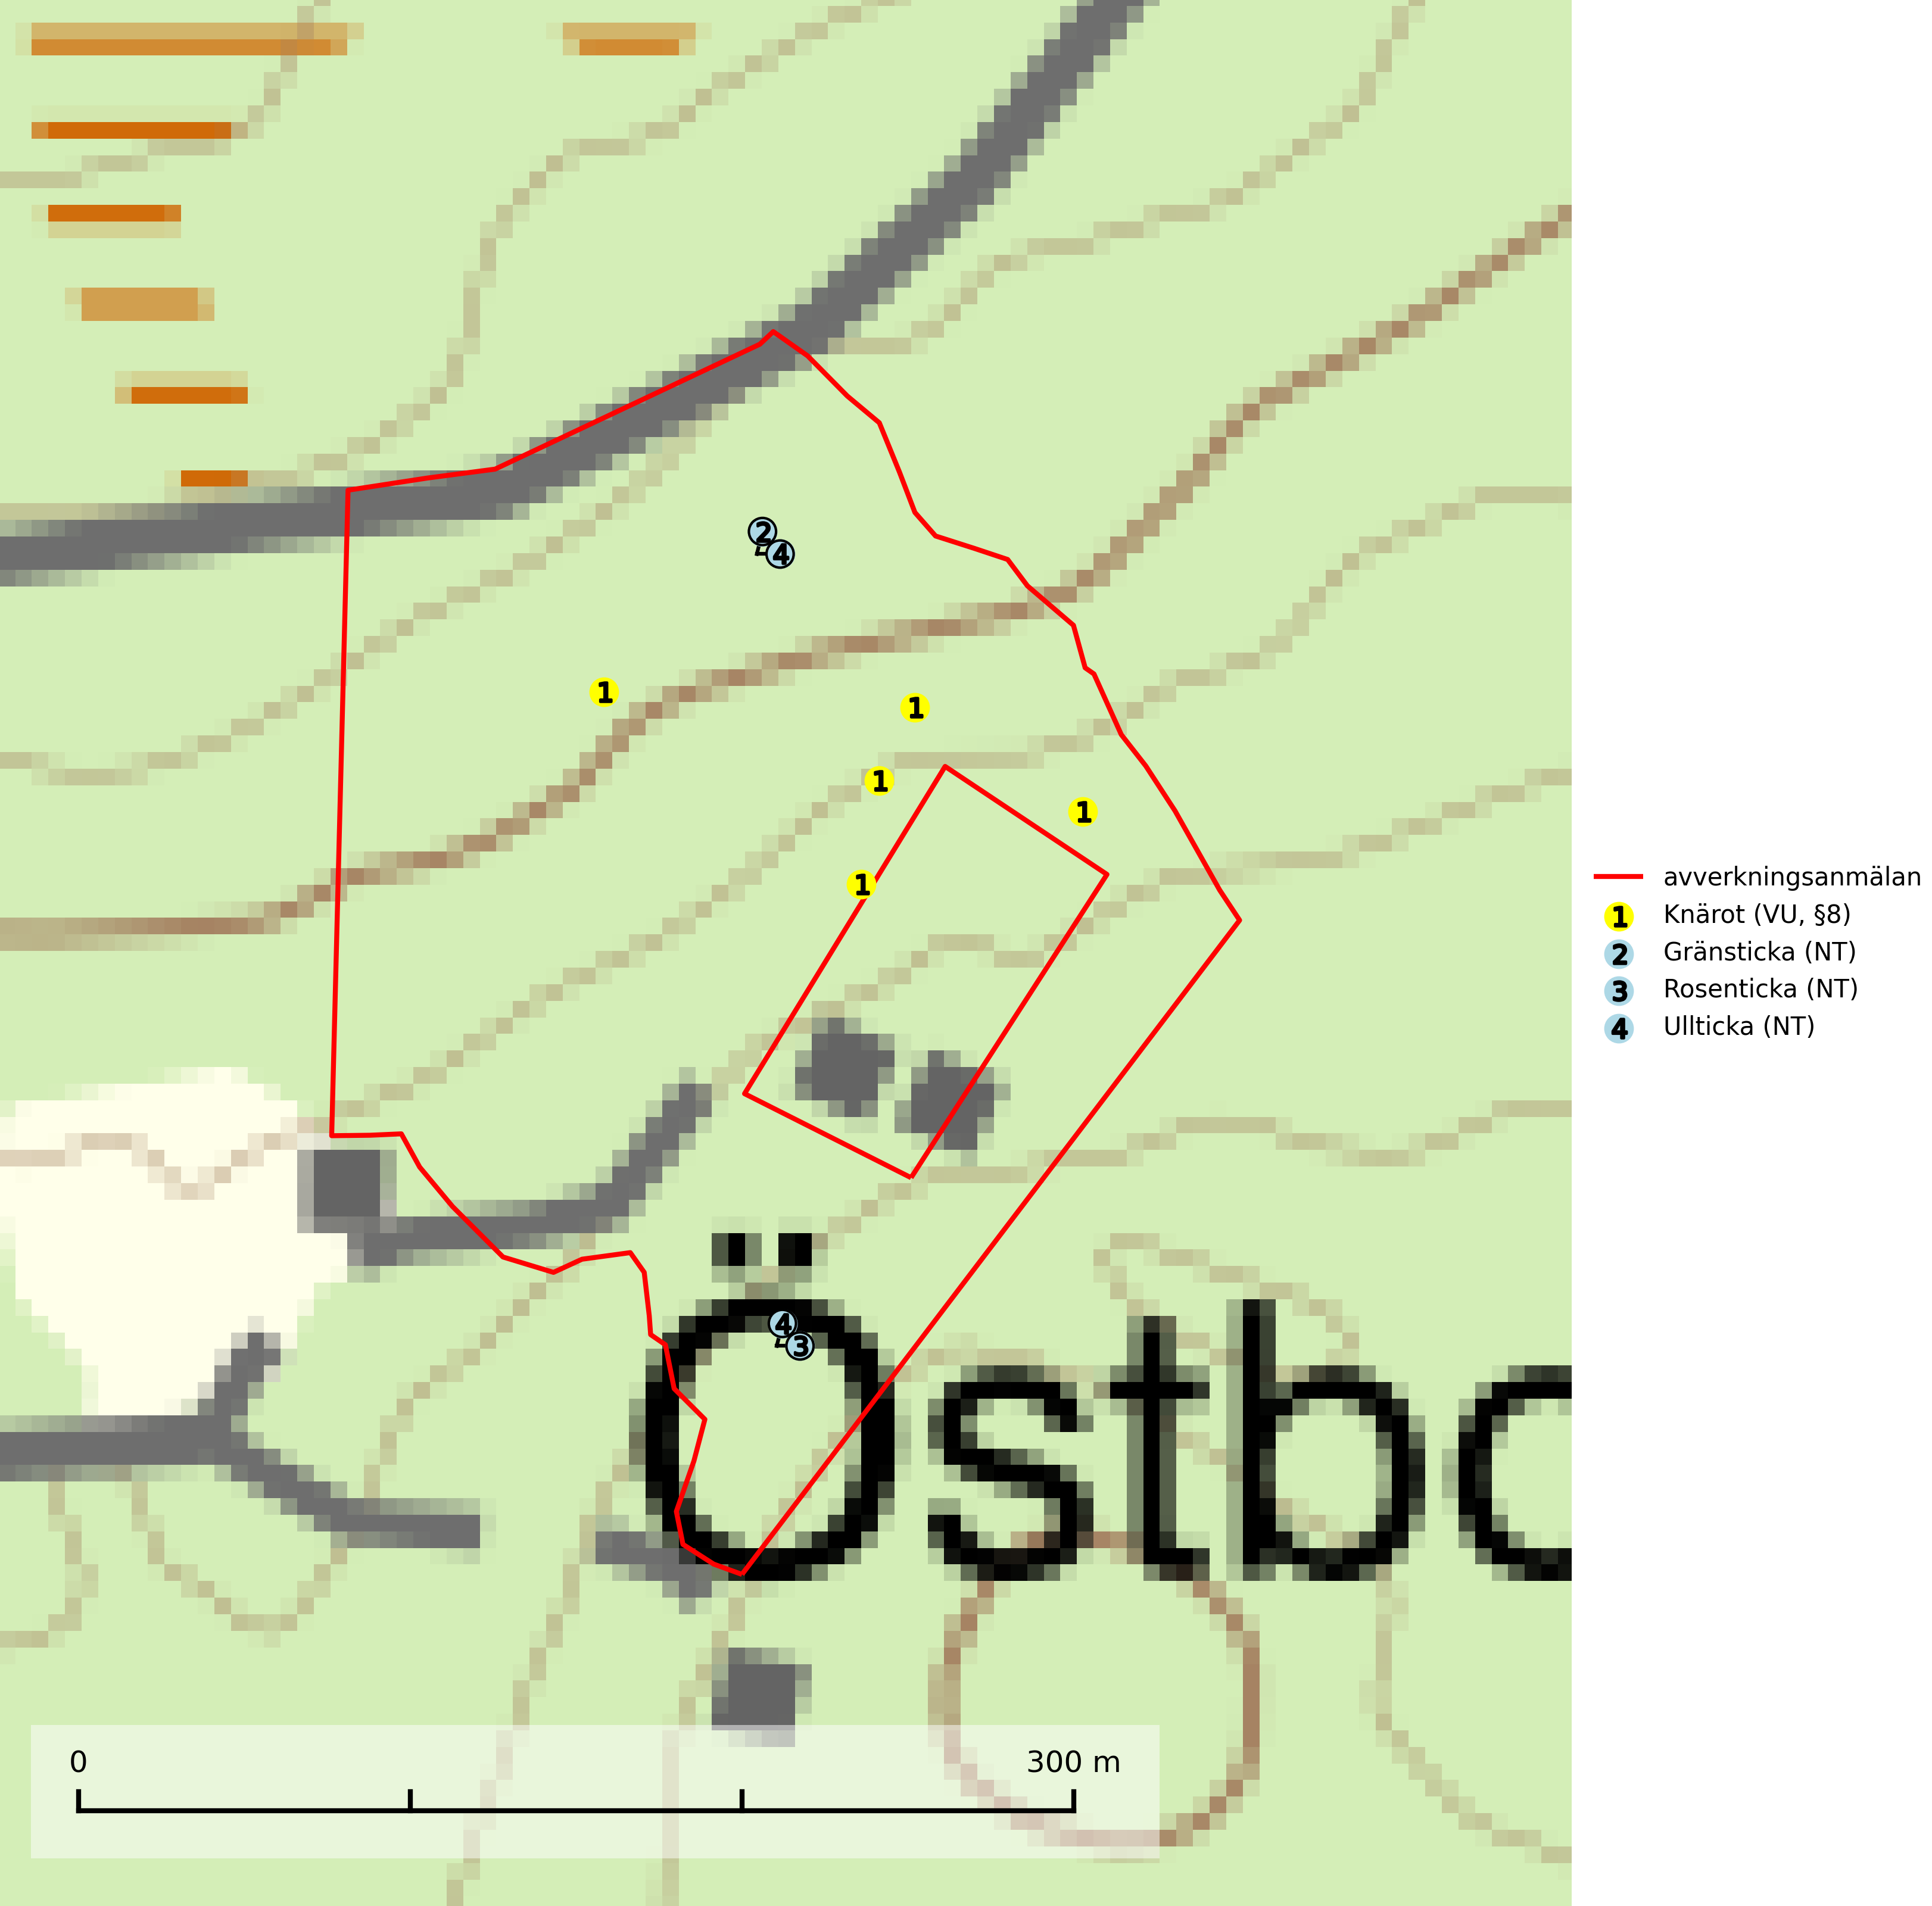 2
4
1
1
1
1
1
4
3
Östbo
0 300 m
avverkningsanmälan
1 Knärot (VU, §8)
2 Gränsticka (NT)
3 Rosenticka (NT)
4 Ullticka (NT)